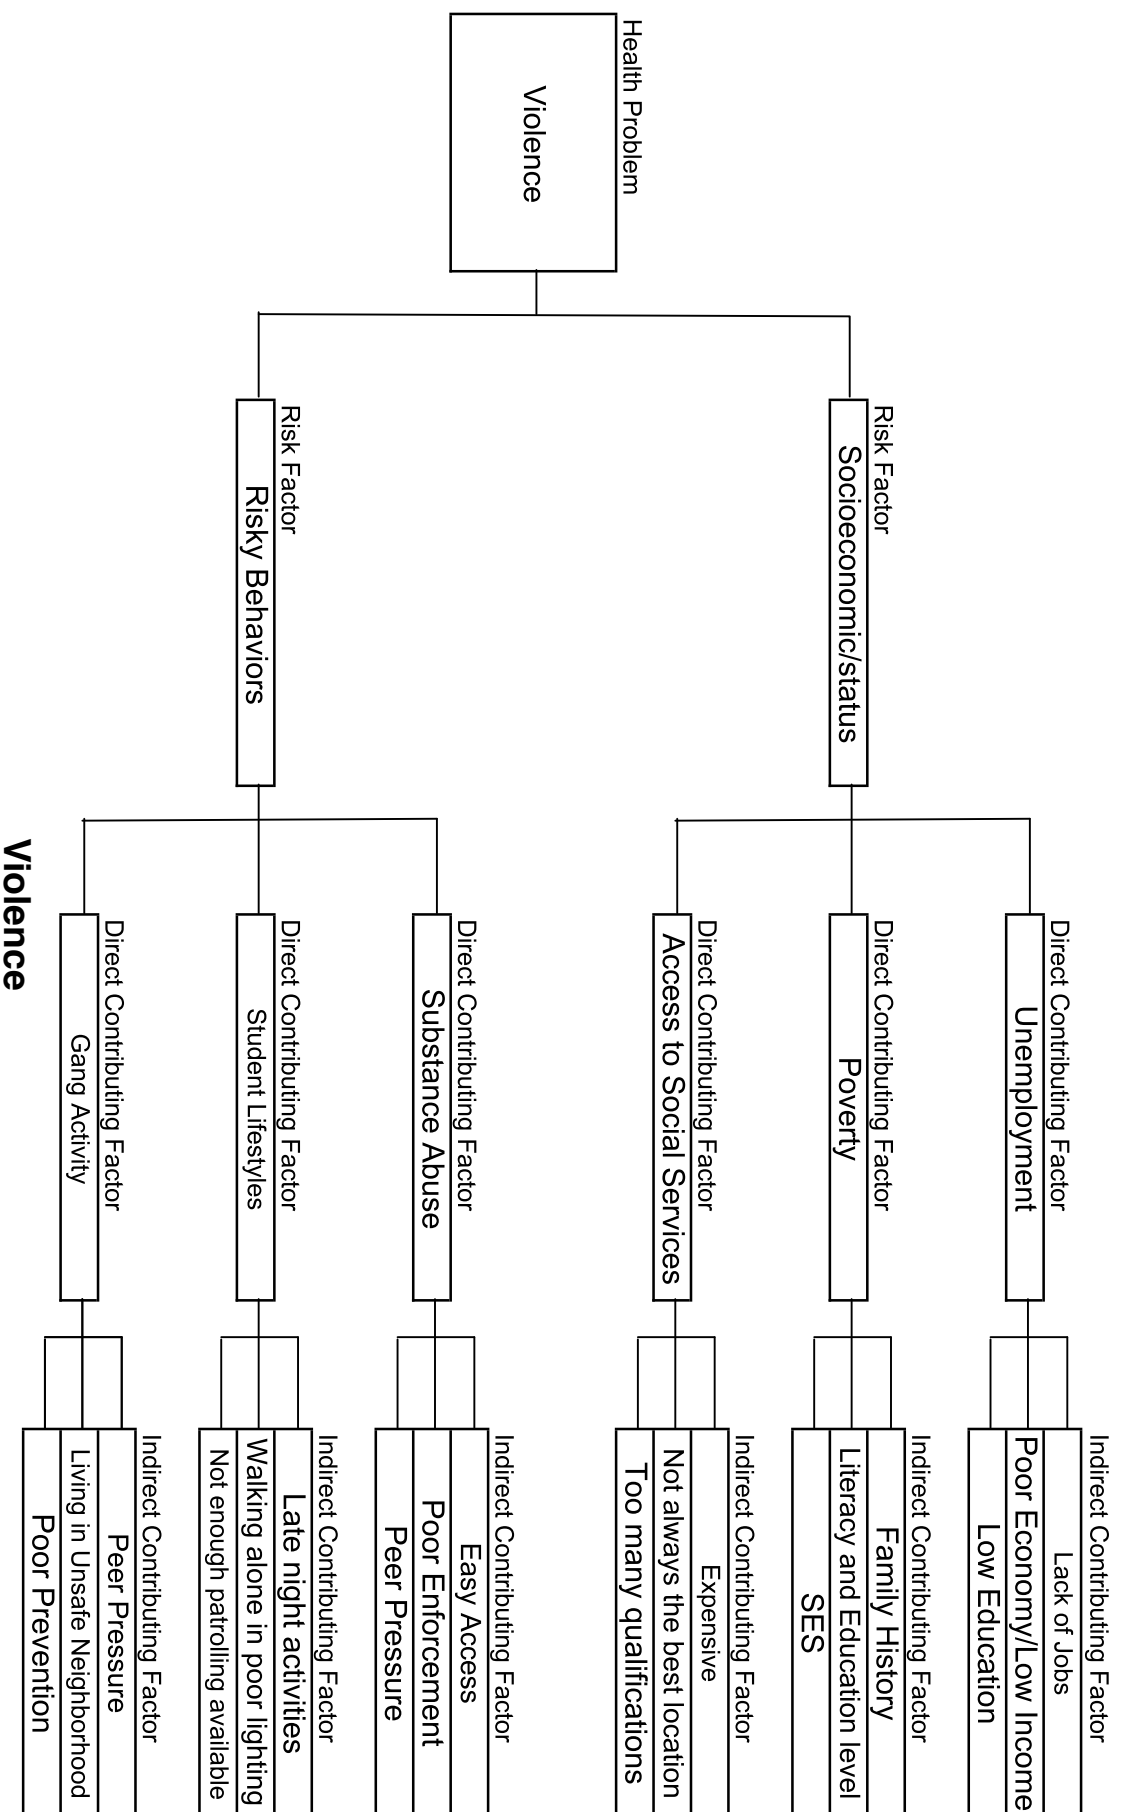 Violence
Health Problem
Violence
Risk Factor
Socioeconomic/status
Direct Contributing Factor
Unemployment
Indirect Contributing Factor
Lack of Jobs
Poor Economy/Low Income
Low Education
Direct Contributing Factor
Poverty
Indirect Contributing Factor
Family History
Literacy and Education level
SES
Direct Contributing Factor
Access to Social Services
Indirect Contributing Factor
Expensive
Not always the best location
Too many qualifications
Risk Factor
Risky Behaviors
Direct Contributing Factor
Substance Abuse
Indirect Contributing Factor
Easy Access
Poor Enforcement
Peer Pressure
Direct Contributing Factor
Student Lifestyles
Indirect Contributing Factor
Late night activities
Walking alone in poor lighting
Not enough patrolling available
Direct Contributing Factor
Gang Activity
Indirect Contributing Factor
Peer Pressure
Living in Unsafe Neighborhood
Poor Prevention